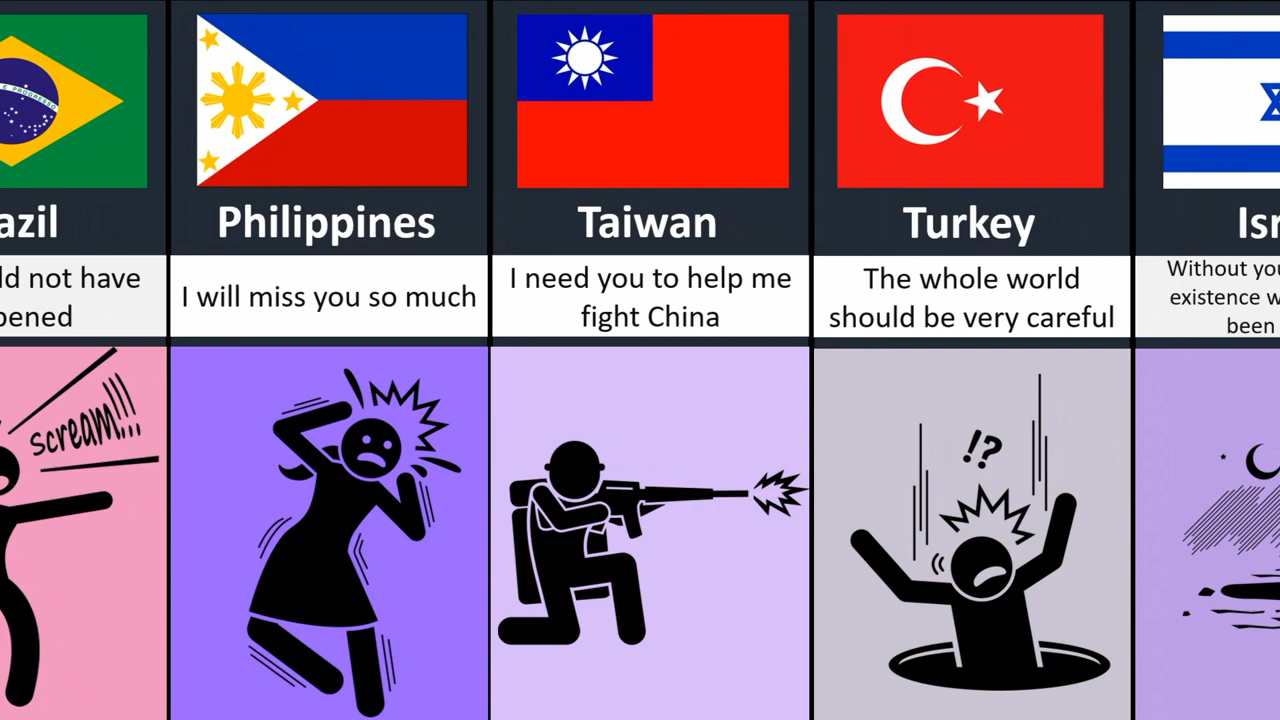 E PROGRESSO
azil
ld not have
pened
scream!!!
Philippines
I will miss you so much
Taiwan
I need you to help me
fight China
Turkey
The whole world
should be very careful
!?
Isr
Without you
existence w
been